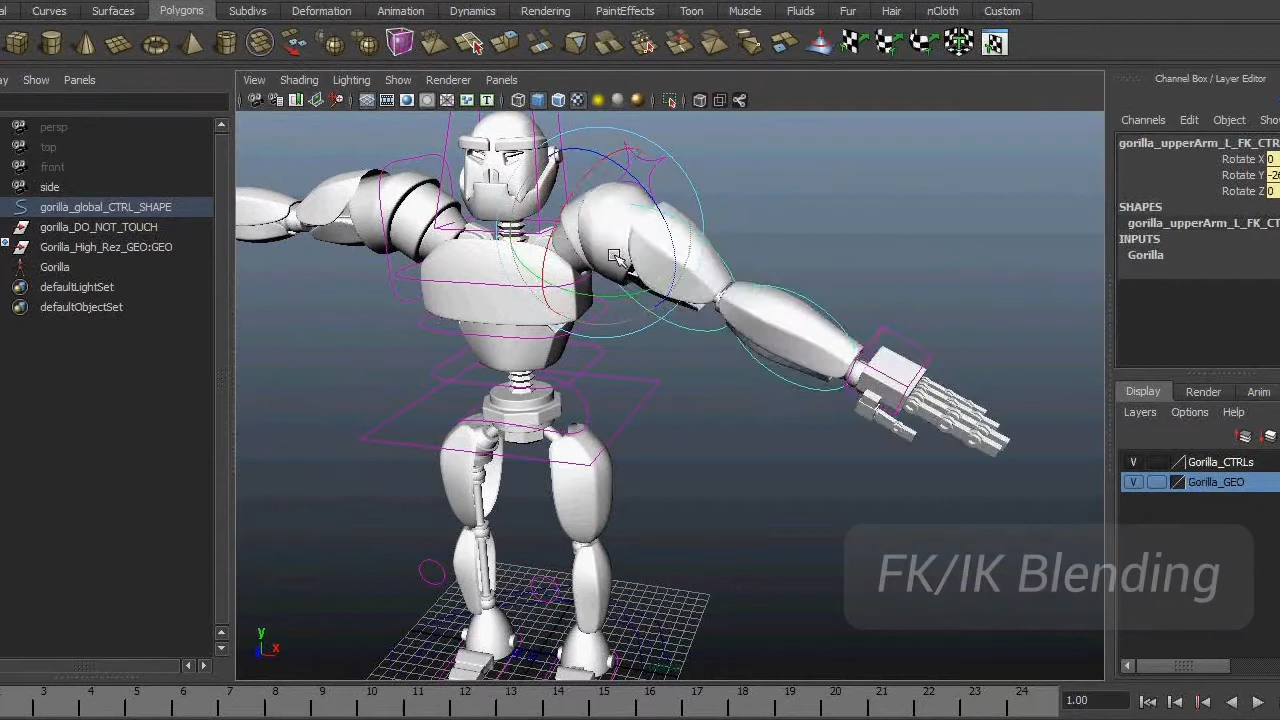 Curves Surfaces Polygons Subdivs Deformation Animation Dynamics Rendering PaintEffects Toon Muscle Fluids Fur Hair nCloth Custom
Show Panels
View Shading Lighting Show Renderer Panels
Channel Box / Layer Editor
Channels Edit Object
persp
top
front
side
gorilla_global_CTRL_SHAPE
gorilla_DO_NOT_TOUCH
Gorilla_High_Rez_GEO:GEO
Gorilla
defaultLightSet
defaultObjectSet
gorilla_upperArm_L_FK_CTR
Rotate X 0
Rotate Y
Rotate Z 0
SHAPES
gorilla_upperArm_L_FK_CT
INPUTS
Gorilla
Display Render Anim
Layers Options Help
V Gorilla_CTRLs
V Gorilla_GEO
FK/IK Blending
y
x
3 4 5 6 7 8 9 10 11 12 13 14 15 16 17 18 19 20 21 22 23 24
1.00